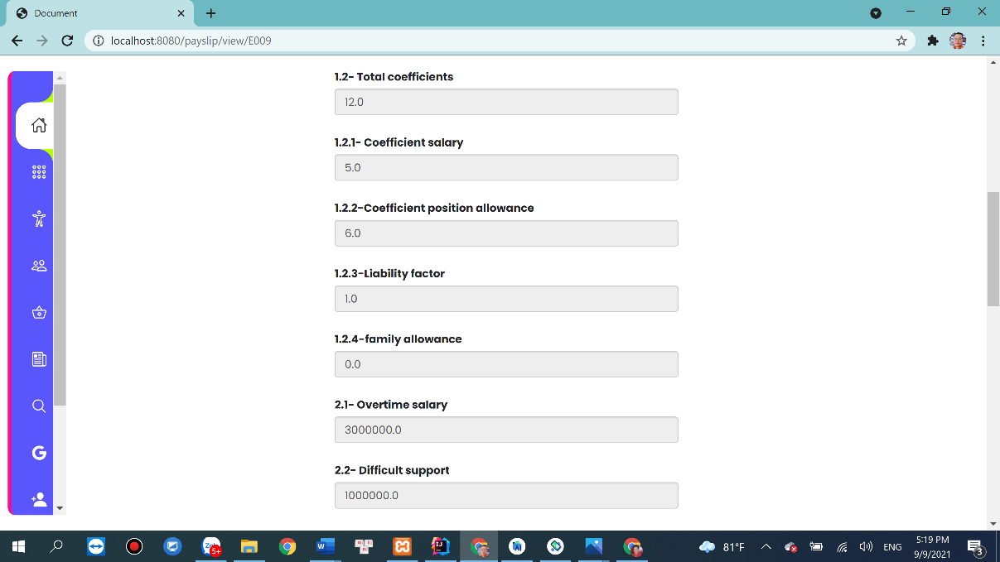 Document
localhost:8080/payslip/view/E009
1.2- Total coefficients
12.0
1.2.1- Coefficient salary
5.0
1.2.2-Coefficient position allowance
6.0
1.2.3-Liability factor
1.0
1.2.4-family allowance
0.0
2.1- Overtime salary
3000000.0
2.2- Difficult support
1000000.0
G
5+
W
IJ
81°F
ENG
5:19 PM
9/9/2021
3